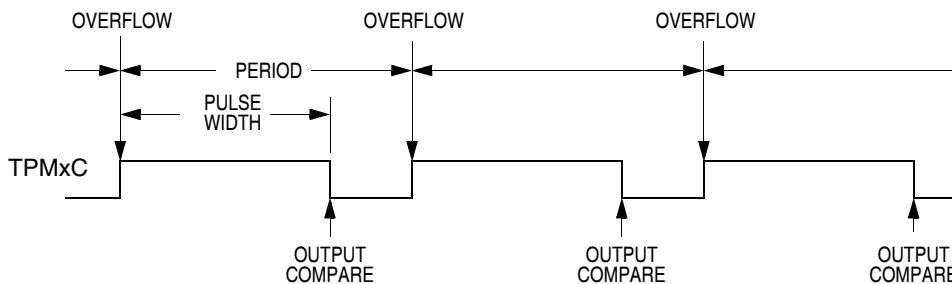 OVERFLOW OVERFLOW OVERFLOW
PERIOD
PULSE
WIDTH
TPMxC
OUTPUT
COMPARE
OUTPUT
COMPARE
OUTPUT
COMPARE